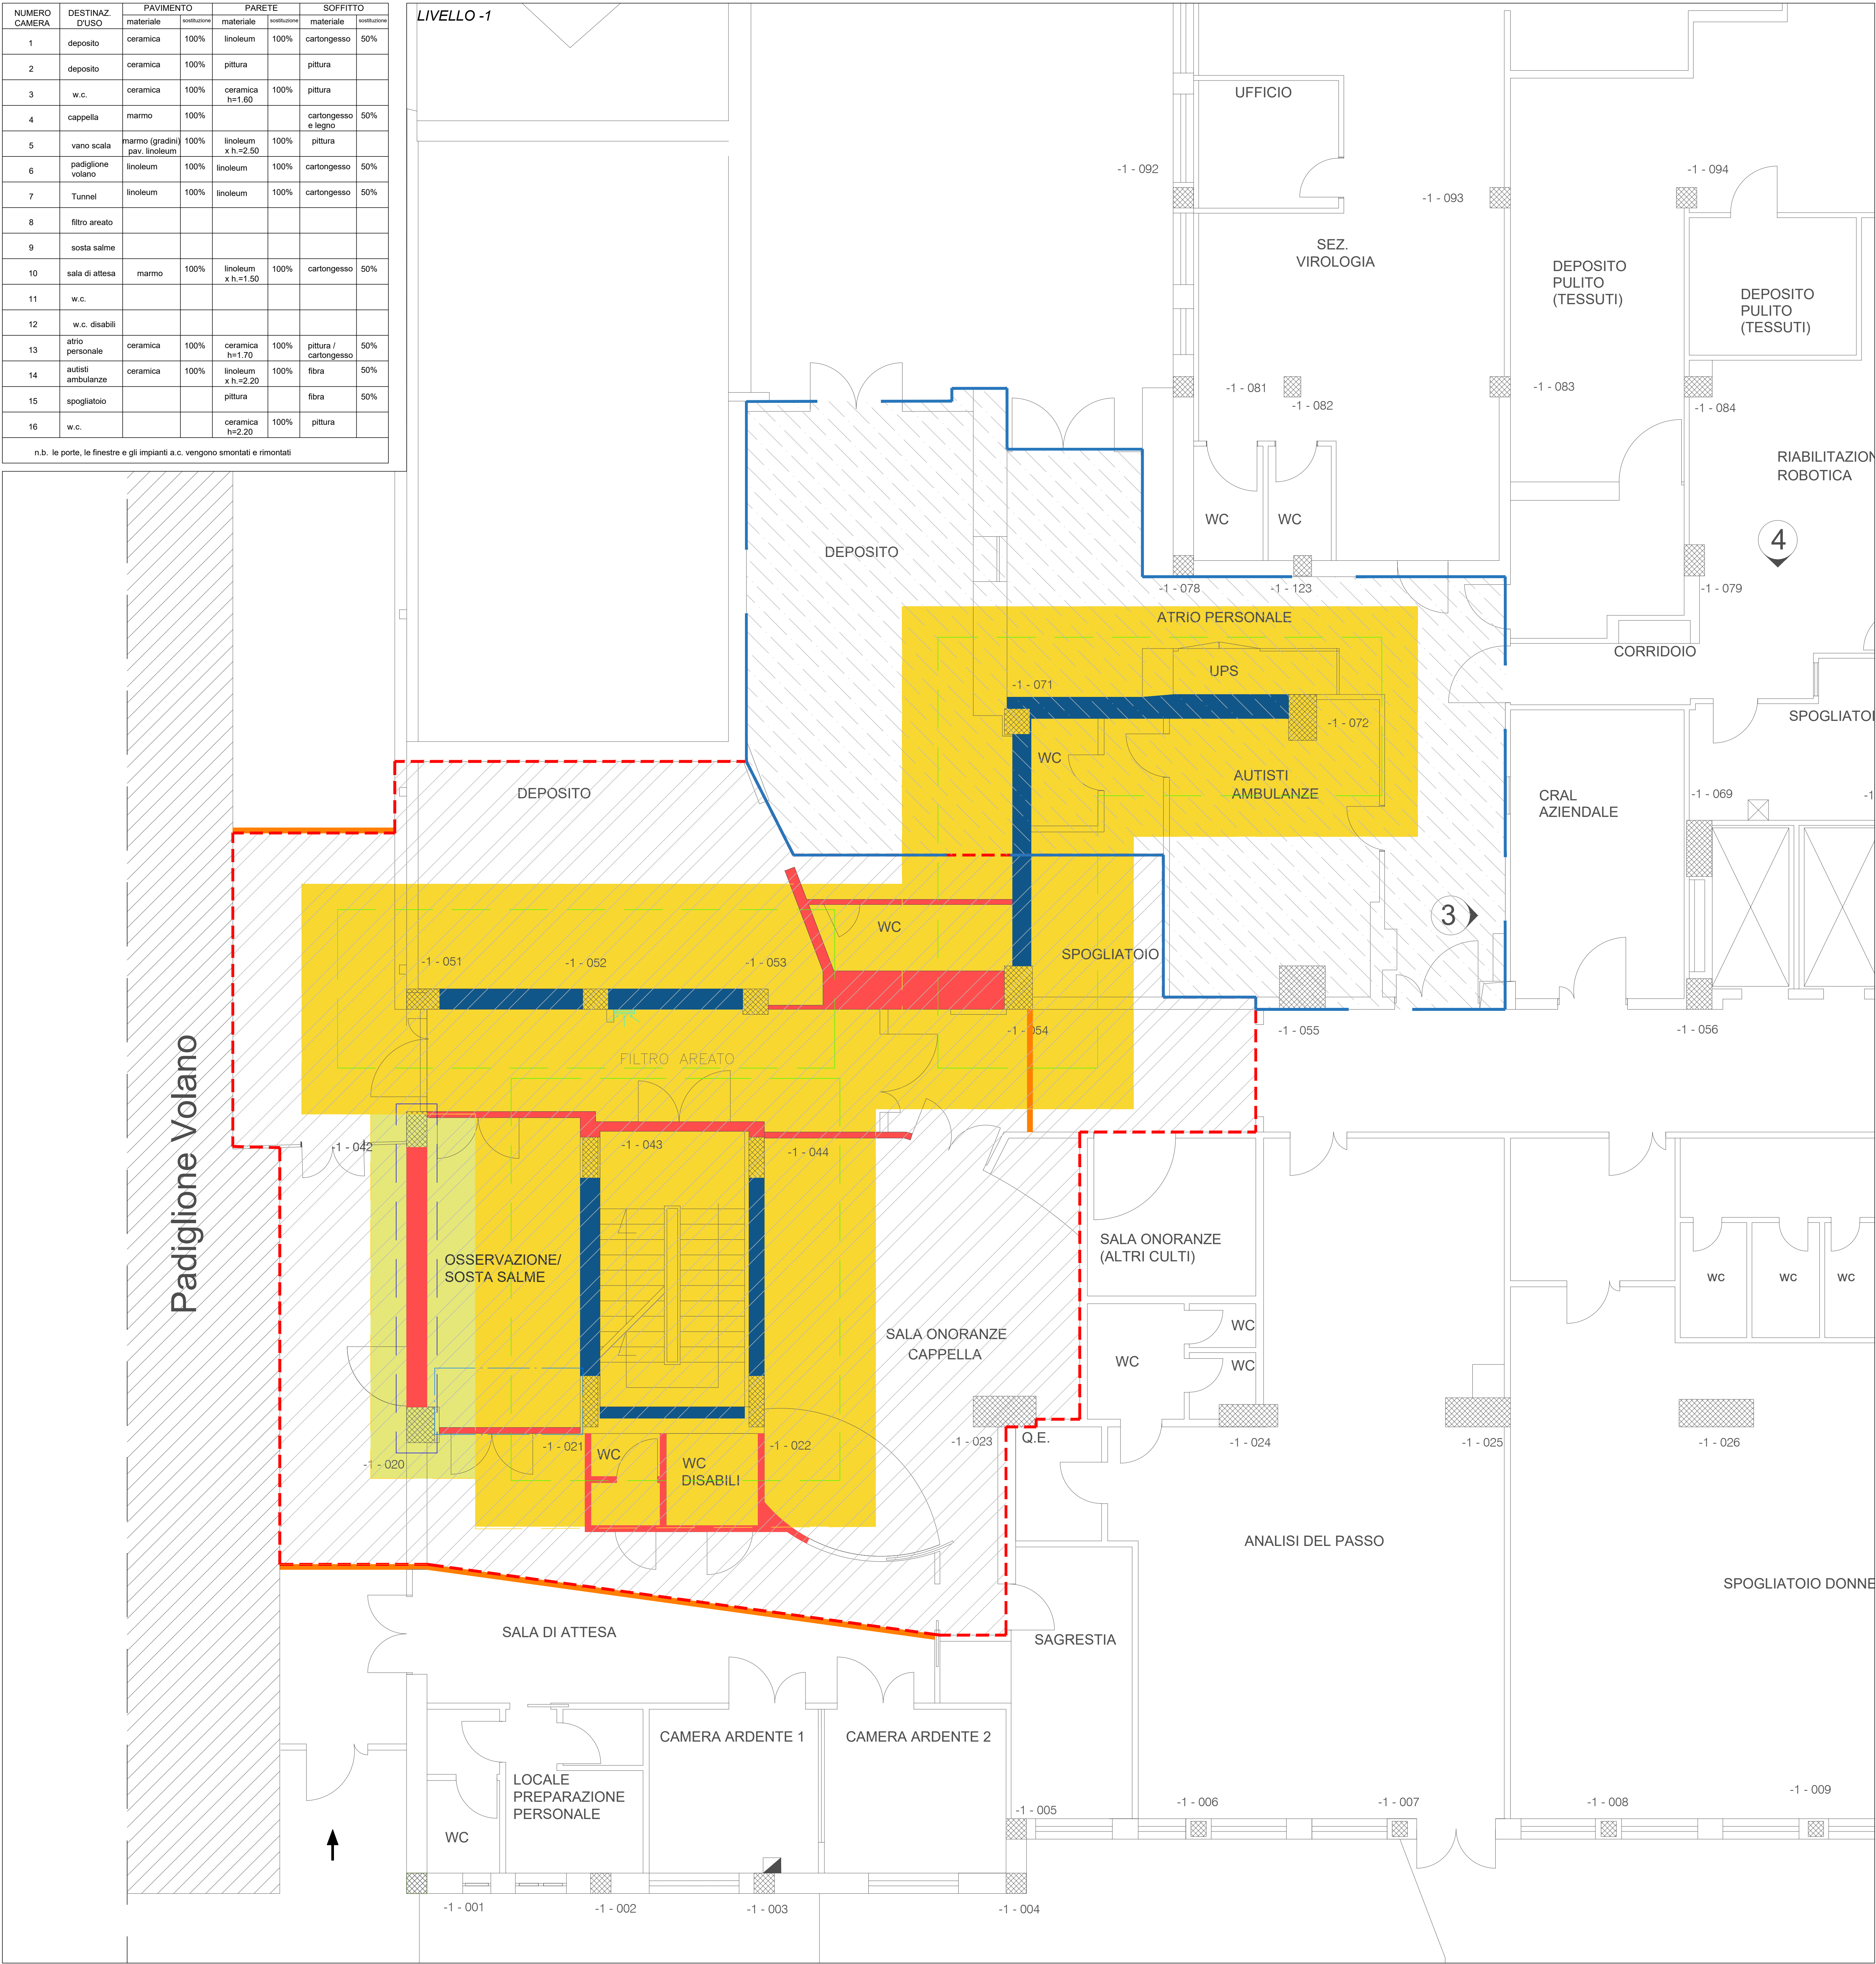 NUMERO CAMERA DESTINAZ. D'USO PAVIMENTO PARETE SOFFITTO
materiale sostituzione materiale sostituzione materiale sostituzione
1 deposito ceramica 100% linoleum 100% cartongesso 50%
2 deposito ceramica 100% pittura pittura
3 w.c. ceramica 100% ceramica h=1.60 100% pittura
4 cappella marmo 100% cartongesso e legno 50%
5 vano scala marmo (gradini) pav. linoleum 100% linoleum x h.=2.50 100% pittura
6 padiglione volano linoleum 100% linoleum 100% cartongesso 50%
7 Tunnel linoleum 100% linoleum 100% cartongesso 50%
8 filtro areato
9 sosta salme
10 sala di attesa marmo 100% linoleum x h.=1.50 100% cartongesso 50%
11 w.c.
12 w.c. disabili
13 atrio personale ceramica 100% ceramica h=1.70 100% pittura / cartongesso 50%
14 autisti ambulanze ceramica 100% linoleum x h.=2.20 100% fibra 50%
15 spogliatoio pittura fibra 50%
16 w.c. ceramica h=2.20 100% pittura
n.b. le porte, le finestre e gli impianti a.c. vengono smontati e rimontati
LIVELLO -1
UFFICIO
-1 - 092
-1 - 093
-1 - 094
SEZ.
VIROLOGIA
DEPOSITO
PULITO
(TESSUTI)
DEPOSITO
PULITO
(TESSUTI)
-1 - 081
-1 - 082
-1 - 083
-1 - 084
RIABILITAZION
ROBOTICA
WC
WC
4
DEPOSITO
-1 - 078
-1 - 123
-1 - 079
ATRIO PERSONALE
CORRIDOIO
UPS
-1 - 071
-1 - 072
SPOGLIATOI
WC
AUTISTI
AMBULANZE
DEPOSITO
CRAL
AZIENDALE
-1 - 069
-1
3
WC
SPOGLIATOIO
-1 - 051
-1 - 052
-1 - 053
-1 - 054
-1 - 055
-1 - 056
FILTRO AREATO
Padiglione Volano
-1 - 042
-1 - 043
-1 - 044
SALA ONORANZE
(ALTRI CULTI)
OSSERVAZIONE/
SOSTA SALME
WC
WC
WC
SALA ONORANZE
CAPPELLA
WC
WC
WC
-1 - 020
-1 - 021
-1 - 022
-1 - 023
Q.E.
-1 - 024
-1 - 025
-1 - 026
WC
WC
DISABILI
ANALISI DEL PASSO
SPOGLIATOIO DONNE
SALA DI ATTESA
SAGRESTIA
CAMERA ARDENTE 1
CAMERA ARDENTE 2
LOCALE
PREPARAZIONE
PERSONALE
WC
-1 - 005
-1 - 006
-1 - 007
-1 - 008
-1 - 009
-1 - 001
-1 - 002
-1 - 003
-1 - 004